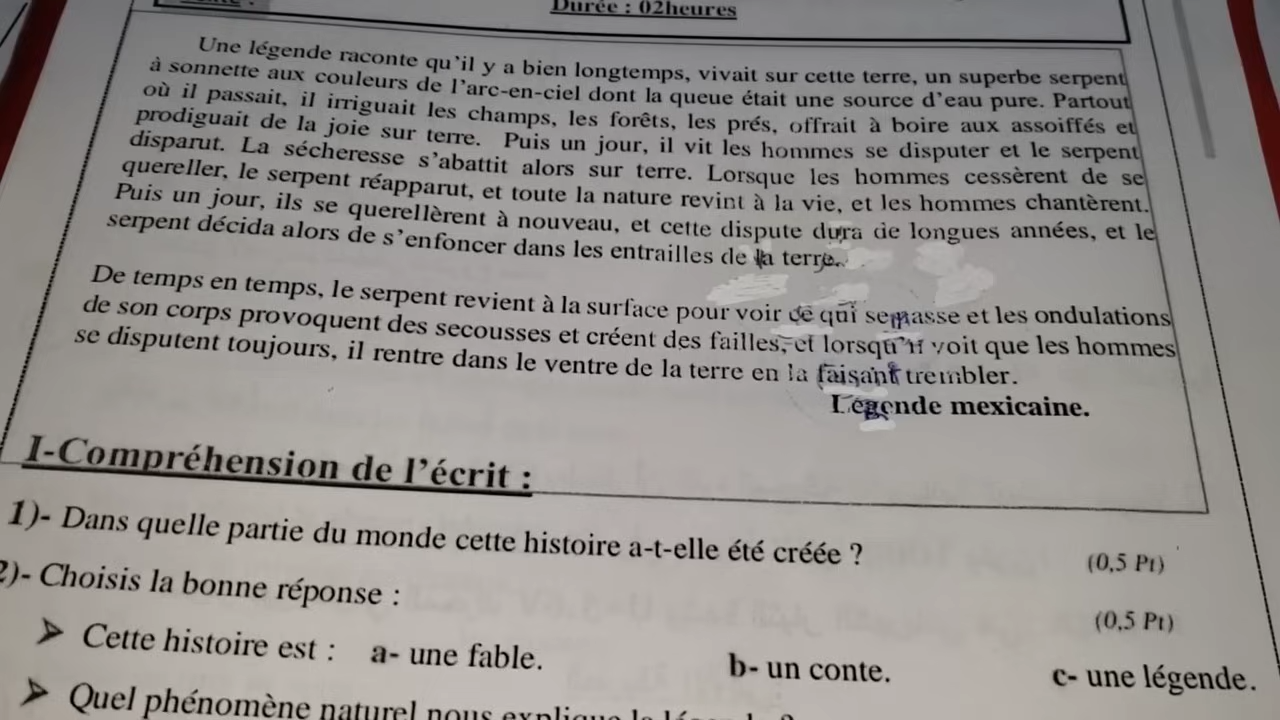 Durée : 02heures
Une légende raconte qu'il y a bien longtemps, vivait sur cette terre, un superbe serpent
à sonnette aux couleurs de l'arc-en-ciel dont la queue était une source d'eau pure. Partout
où il passait, il irriguait les champs, les forêts, les prés, offrait à boire aux assoiffés et
prodiguait de la joie sur terre. Puis un jour, il vit les hommes se disputer et le serpent
disparut. La sécheresse s'abattit alors sur terre. Lorsque les hommes cessèrent de se
quereller, le serpent réapparut, et toute la nature revint à la vie, et les hommes chantèrent.
Puis un jour, ils se querellèrent à nouveau, et cette dispute dura de longues années, et le
serpent décida alors de s'enfoncer dans les entrailles de la terre.
De temps en temps, le serpent revient à la surface pour voir ce qui se passe et les ondulations
de son corps provoquent des secousses et créent des failles, et lorsqu'il voit que les hommes
se disputent toujours, il rentre dans le ventre de la terre en la faisant trembler.
Légende mexicaine.
I-Compréhension de l'écrit :
1)- Dans quelle partie du monde cette histoire a-t-elle été créée ? (0,5 Pt)
2)- Choisis la bonne réponse : (0,5 Pt)
➤ Cette histoire est : a- une fable. b- un conte. c- une légende.
➤ Quel phénomène naturel nous explique la légende ?